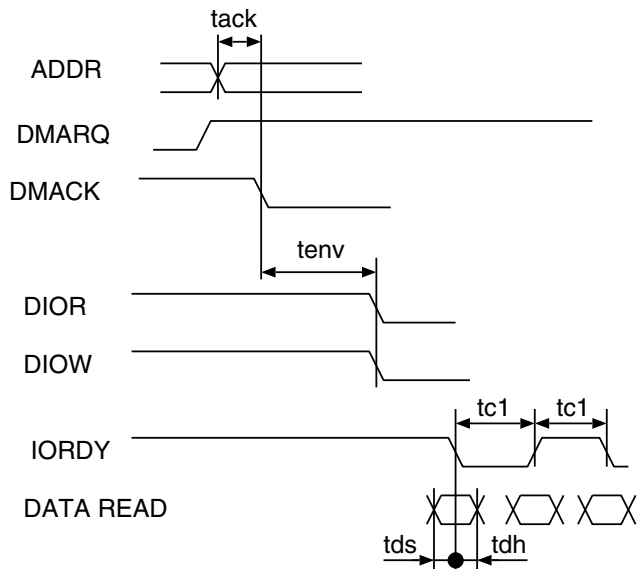 tack
ADDR
DMARQ
DMACK
tenv
DIOR
DIOW
tc1 tc1
IORDY
DATA READ
tds tdh